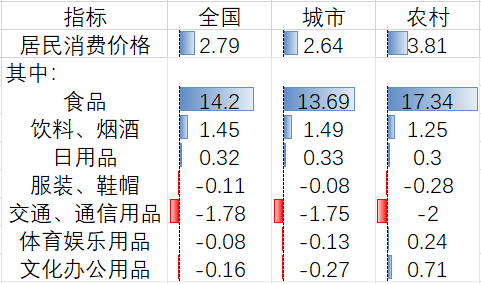 指标 全国 城市 农村
居民消费价格 2.79 2.64 3.81
其中:
食品 14.2 13.69 17.34
饮料、烟酒 1.45 1.49 1.25
日用品 0.32 0.33 0.3
服装、鞋帽 -0.11 -0.08 -0.28
交通、通信用品 -1.78 -1.75 -2
体育娱乐用品 -0.08 -0.13 0.24
文化办公用品 -0.16 -0.27 0.71